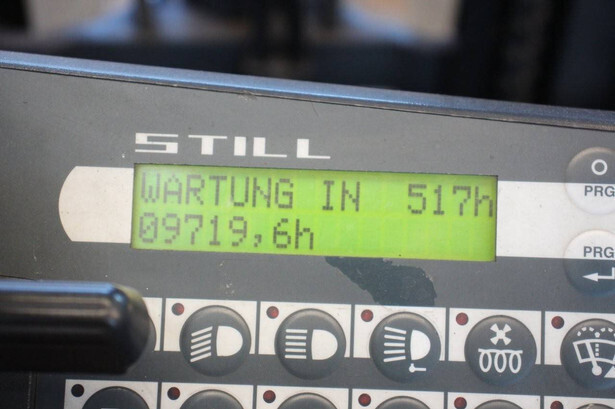 STILL
WARTUNG IN 517h
09719,6h
PRG
PRG